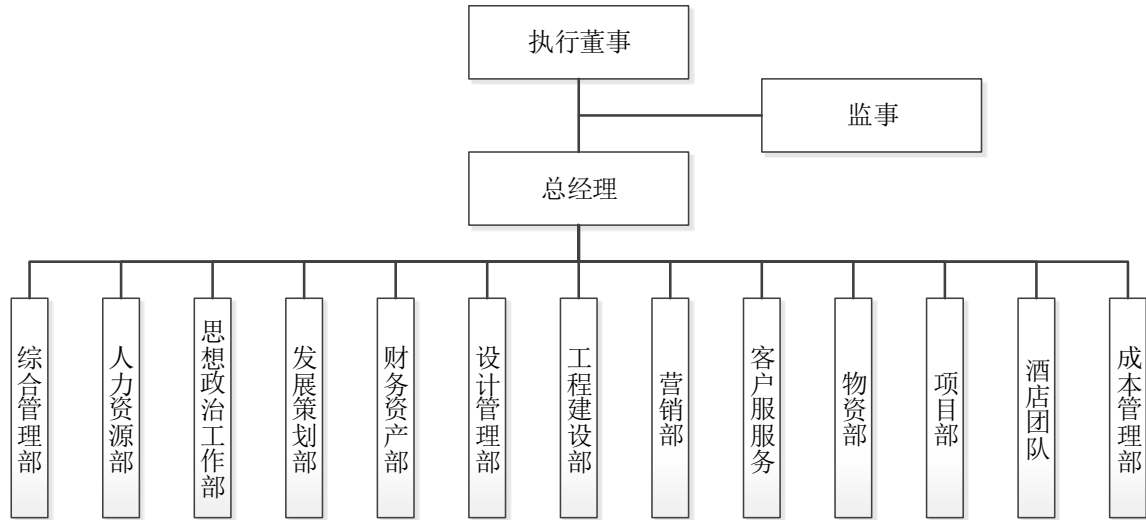 执行董事
监事
总经理
综合管理部
人力资源部
思想政治工作部
发展策划部
财务资产部
设计管理部
工程建设部
营销部
客户服服务
物资部
项目部
酒店团队
成本管理部